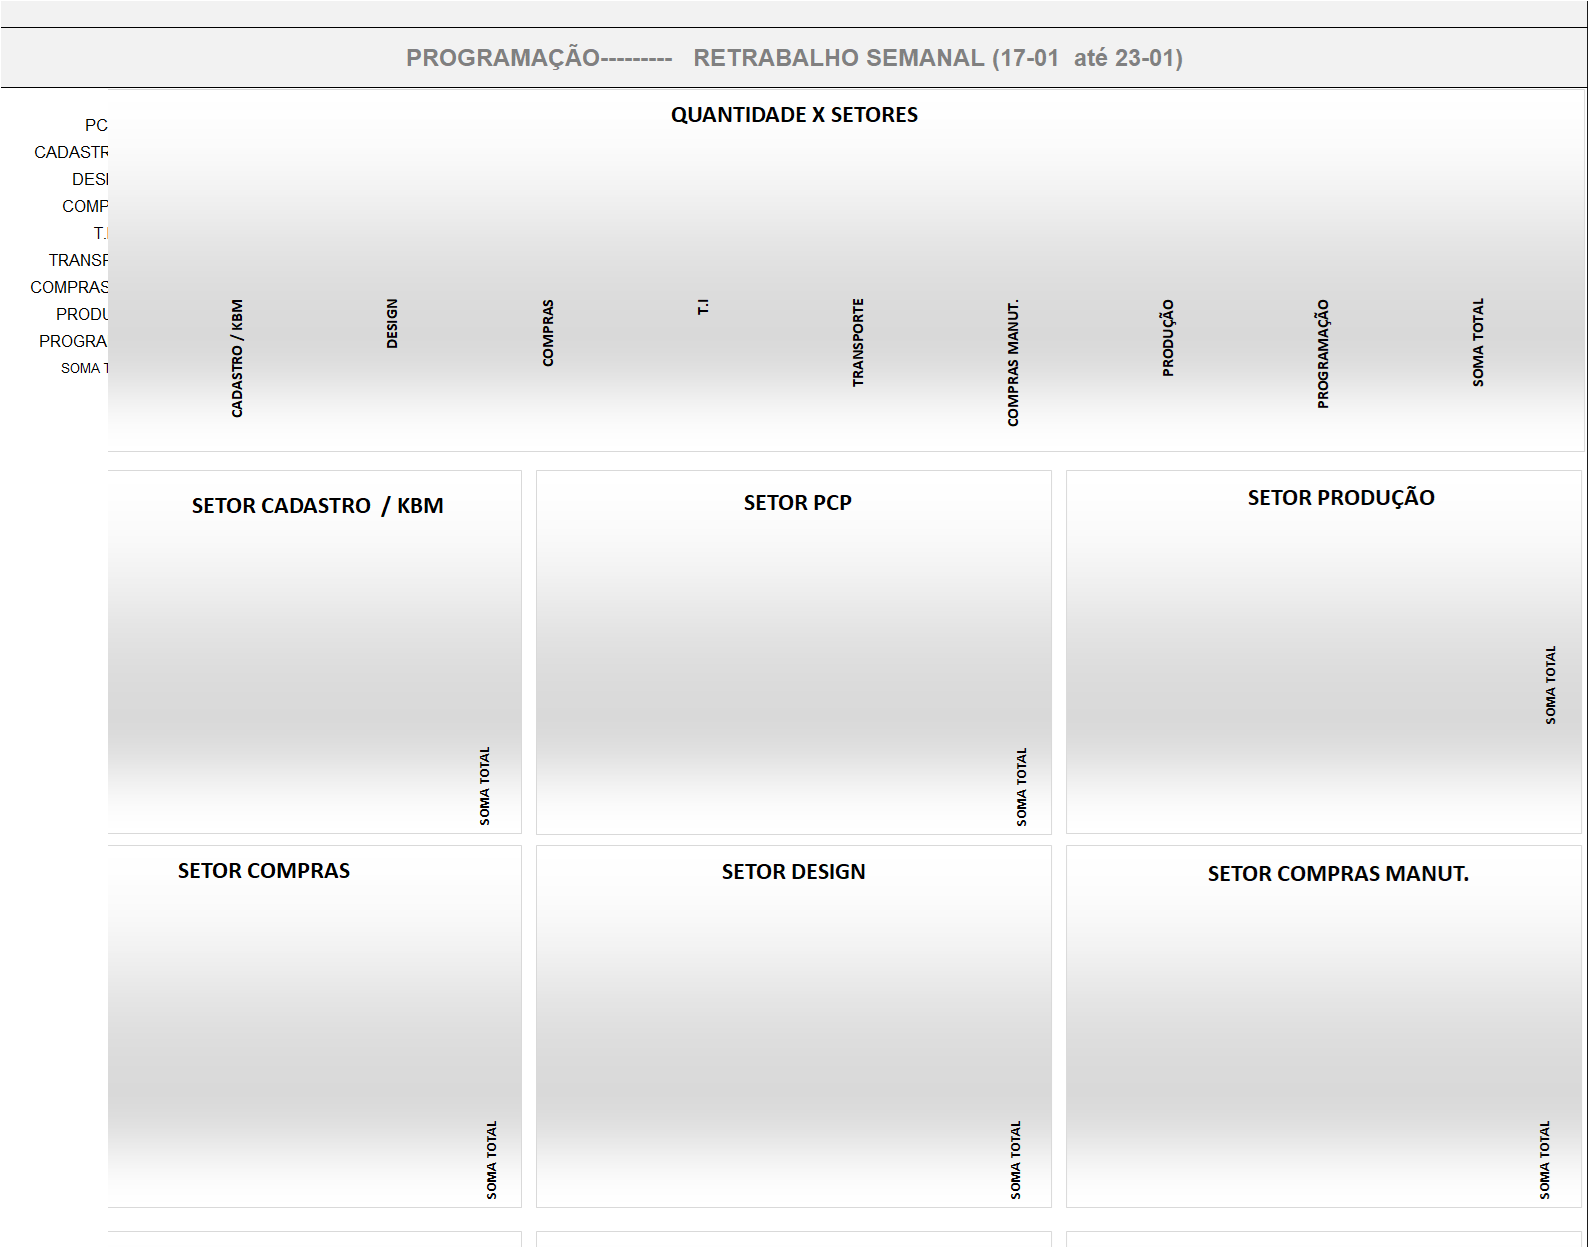 PROGRAMAÇÃO--------- RETRABALHO SEMANAL (17-01 até 23-01)
QUANTIDADE X SETORES
PC
CADASTR
DESI
COMP
T.I
TRANSP
COMPRAS
PRODU
PROGRA
SOMA T
CADASTRO / KBM
DESIGN
COMPRAS
T.I
TRANSPORTE
COMPRAS MANUT.
PRODUÇÃO
PROGRAMAÇÃO
SOMA TOTAL
SETOR CADASTRO / KBM
SOMA TOTAL
SETOR PCP
SOMA TOTAL
SETOR PRODUÇÃO
SOMA TOTAL
SETOR COMPRAS
SOMA TOTAL
SETOR DESIGN
SOMA TOTAL
SETOR COMPRAS MANUT.
SOMA TOTAL